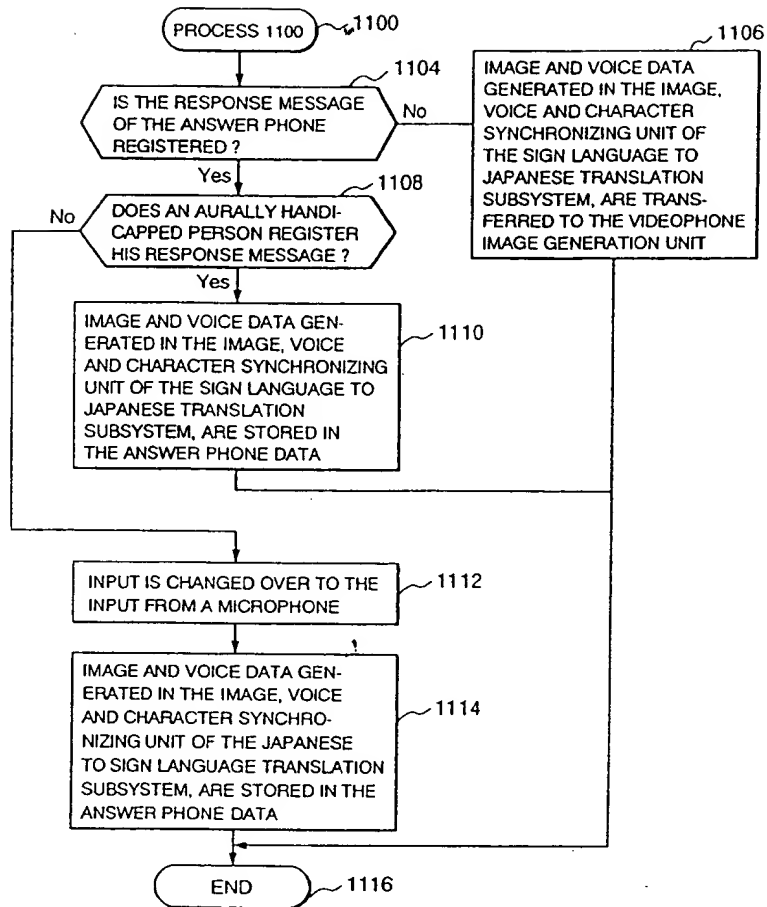 PROCESS 1100
1100
1104
IS THE RESPONSE MESSAGE
OF THE ANSWER PHONE
REGISTERED ?
No
Yes
1106
IMAGE AND VOICE DATA
GENERATED IN THE IMAGE,
VOICE AND CHARACTER
SYNCHRONIZING UNIT OF
THE SIGN LANGUAGE TO
JAPANESE TRANSLATION
SUBSYSTEM, ARE TRANS-
FERRED TO THE VIDEOPHONE
IMAGE GENERATION UNIT
1108
No
DOES AN AURALLY HANDI-
CAPPED PERSON REGISTER
HIS RESPONSE MESSAGE ?
Yes
1110
IMAGE AND VOICE DATA GEN-
ERATED IN THE IMAGE, VOICE
AND CHARACTER SYNCHRONIZING
UNIT OF THE SIGN LANGUAGE TO
JAPANESE TRANSLATION
SUBSYSTEM, ARE STORED IN
THE ANSWER PHONE DATA
INPUT IS CHANGED OVER TO THE
INPUT FROM A MICROPHONE
1112
IMAGE AND VOICE DATA GEN-
ERATED IN THE IMAGE, VOICE
AND CHARACTER SYNCHRO-
NIZING UNIT OF THE JAPANESE
TO SIGN LANGUAGE TRANSLATION
SUBSYSTEM, ARE STORED IN THE
ANSWER PHONE DATA
1114
END
1116